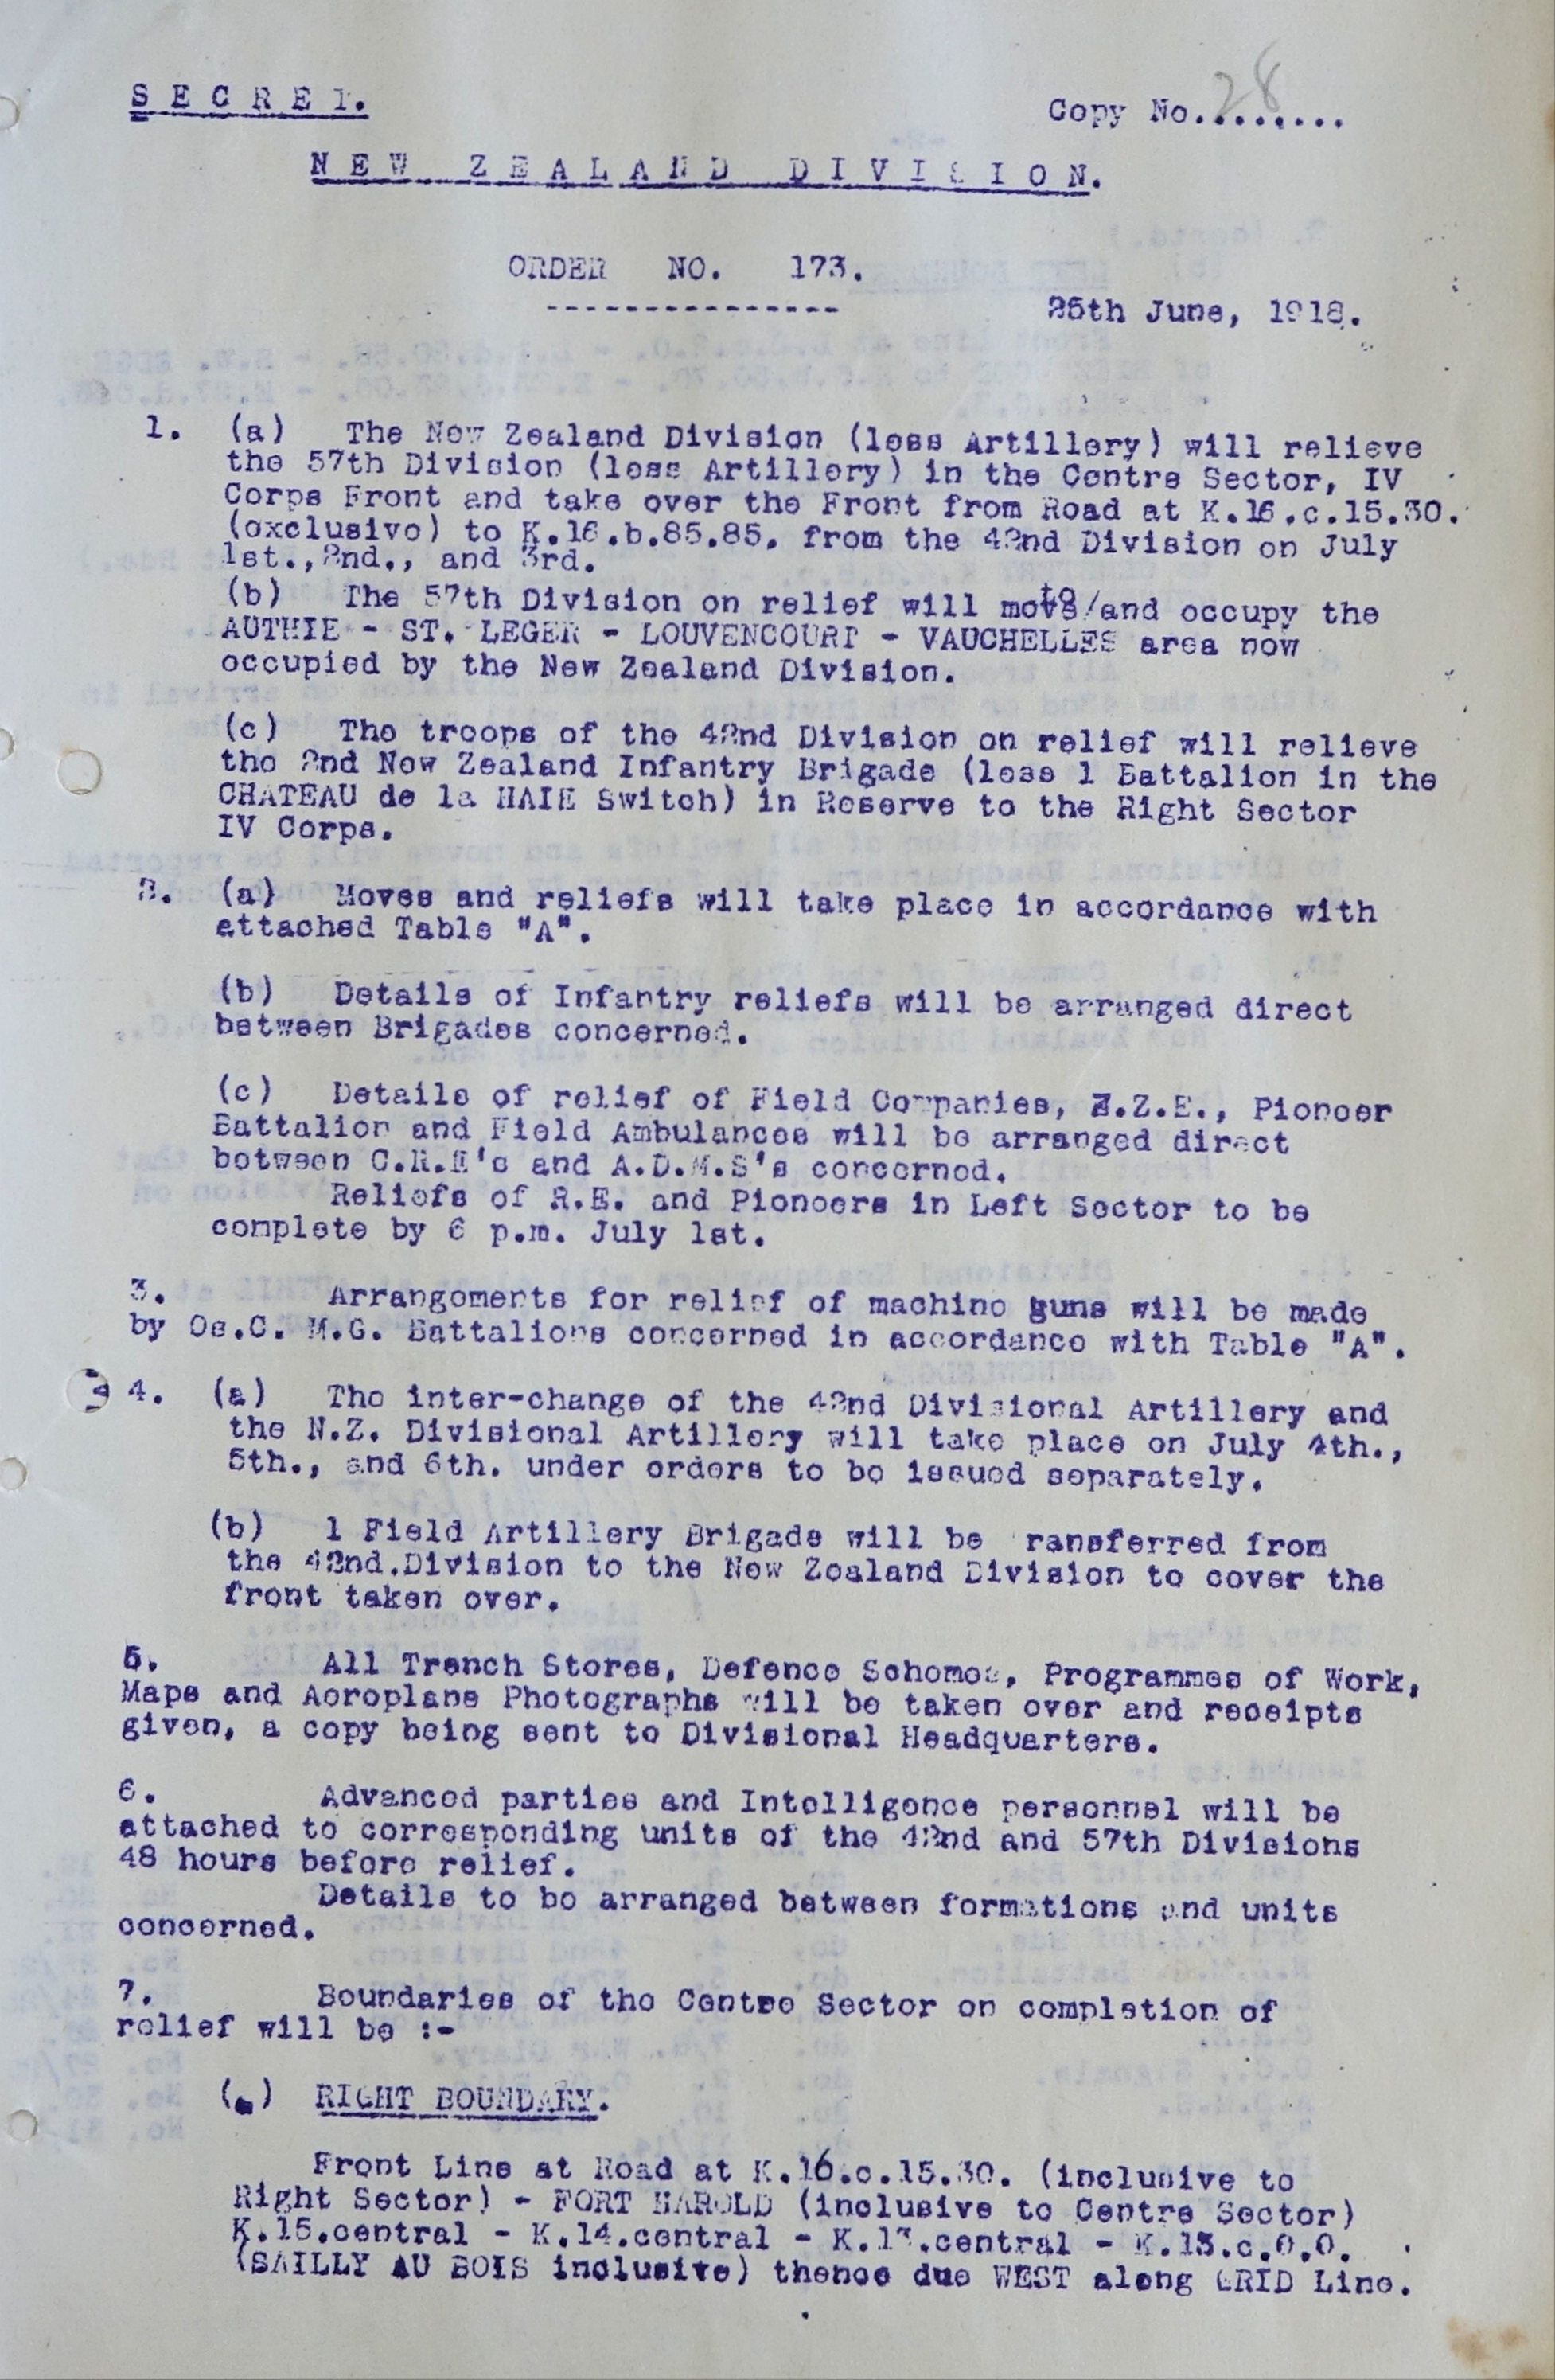 SECRET.
Copy No. 28 ........
NEW ZEALAND DIVISION.
ORDER NO. 173.
---------------
25th June, 1918.
1. (a) The New Zealand Division (less Artillery) will relieve
the 57th Division (less Artillery) in the Centre Sector, IV
Corps Front and take over the Front from Road at K.16.c.15.30.
(exclusive) to K.16.b.85.85. from the 42nd Division on July
1st., 2nd., and 3rd.
(b) The 57th Division on relief will move to/and occupy the
AUTHIE - ST. LEGER - LOUVENCOURT - VAUCHELLES area now
occupied by the New Zealand Division.
(c) The troops of the 42nd Division on relief will relieve
the 2nd New Zealand Infantry Brigade (less 1 Battalion in the
CHATEAU de la HAIE Switch) in Reserve to the Right Sector
IV Corps.
2. (a) Moves and reliefs will take place in accordance with
attached Table "A".
(b) Details of Infantry reliefs will be arranged direct
between Brigades concerned.
(c) Details of relief of Field Companies, N.Z.E., Pioneer
Battalion and Field Ambulances will be arranged direct
between C.R.E's and A.D.M.S's concerned.
Reliefs of R.E. and Pioneers in Left Sector to be
complete by 6 p.m. July 1st.
3. Arrangements for relief of machine guns will be made
by Os.C. M.G. Battalions concerned in accordance with Table "A".
4. (a) The inter-change of the 42nd Divisional Artillery and
the N.Z. Divisional Artillery will take place on July 4th.,
5th., and 6th. under orders to be issued separately.
(b) 1 Field Artillery Brigade will be ransferred from
the 42nd.Division to the New Zealand Division to cover the
front taken over.
5. All Trench Stores, Defence Schemes, Programmes of Work,
Maps and Aeroplane Photographs will be taken over and receipts
given, a copy being sent to Divisional Headquarters.
6. Advanced parties and Intelligence personnel will be
attached to corresponding units of the 42nd and 57th Divisions
48 hours before relief.
Details to be arranged between formations and units
concerned.
7. Boundaries of the Centre Sector on completion of
relief will be :-
(a) RIGHT BOUNDARY.
Front Line at Road at K.16.c.15.30. (inclusive to
Right Sector) - FORT HAROLD (inclusive to Centre Sector)
K.15.central - K.14.central - K.13.central - K.13.c.0.0.
(SAILLY AU BOIS inclusive) thence due WEST along GRID Line.